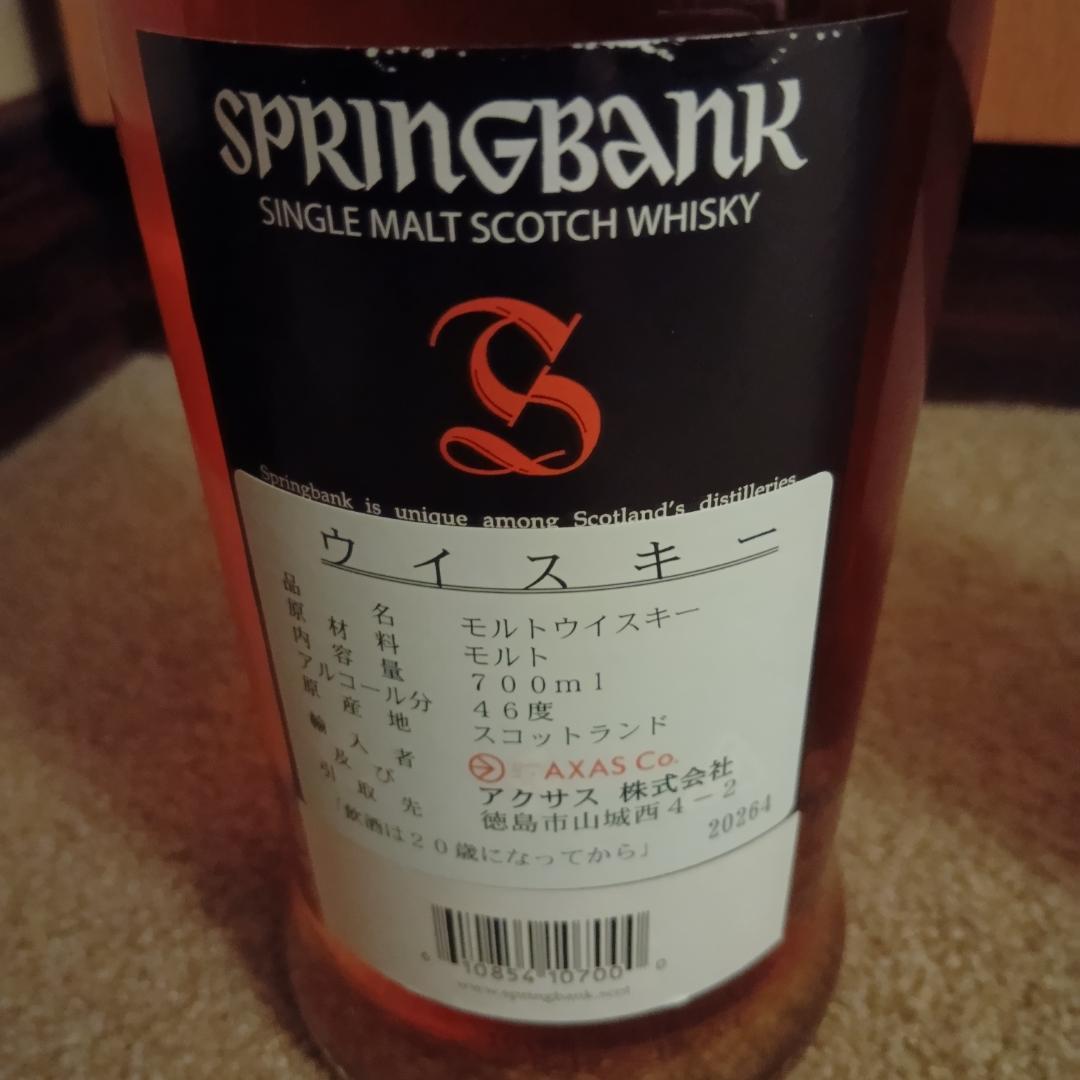 SPRINGBANK
SINGLE MALT SCOTCH WHISKY
S
Springbank is unique among Scotland's distilleries
ウイスキー
品名 モルトウイスキー
原材料 モルト
内容量 700ml
アルコール分 46度
原産地 スコットランド
輸入者 AXAS Co.
及び
引取先 アクサス 株式会社
徳島市山城西4-2
「飲酒は20歳になってから」 20264
6 10854 10700 0
www.springbank.scot